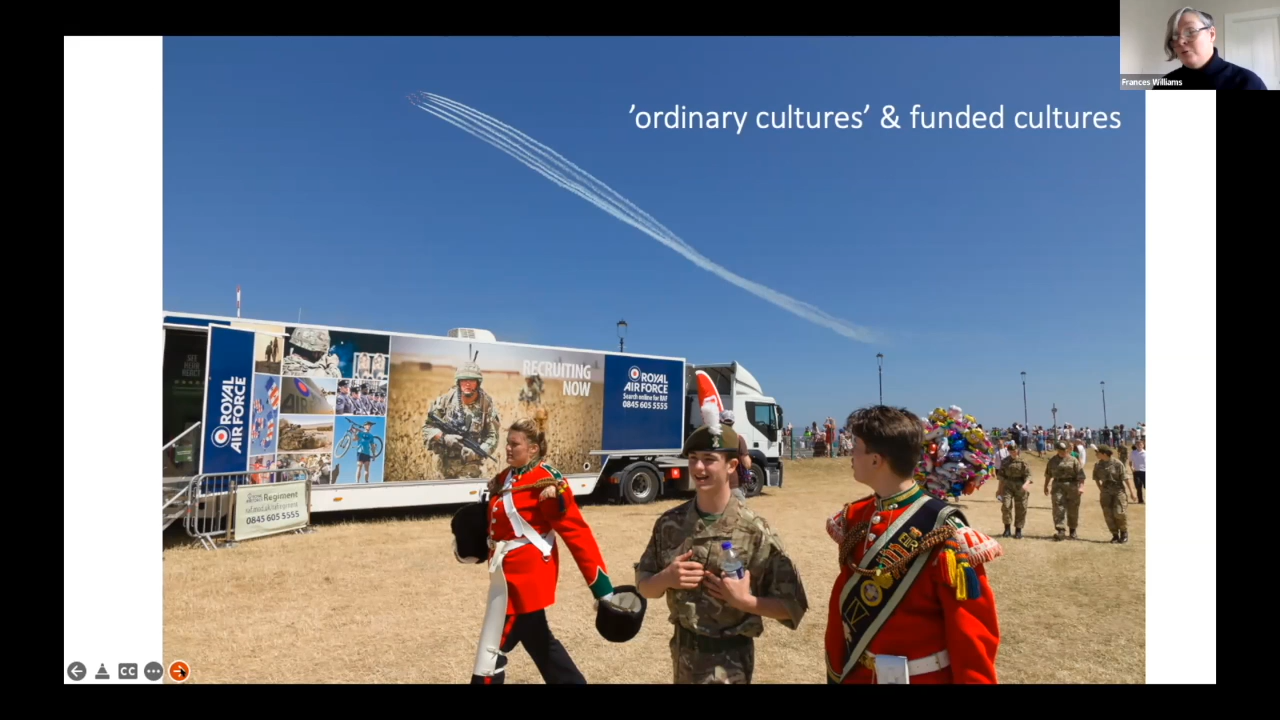 Frances Williams
’ordinary cultures’ & funded cultures
RECRUITING
NOW
ROYAL
AIR FORCE
Search online for RAF
0845 605 5555
ROYAL
AIR FORCE
Regiment
0845 605 5555
CC